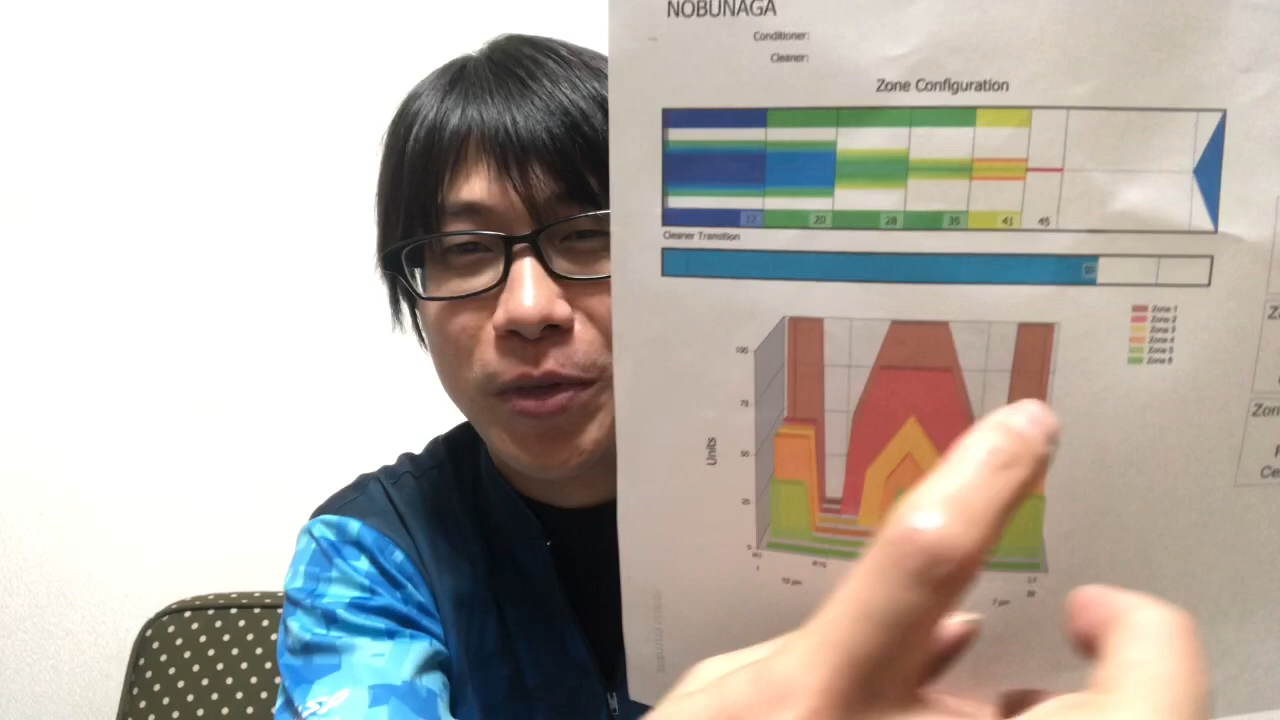 NOBUNAGA
Conditioner:
Cleaner:
Zone Configuration
12 20 28 35 41 45
Cleaner Transition
Zone 1
Zone 2
Zone 3
Zone 4
Zone 5
Zone 6
100
75
50
25
0
Units